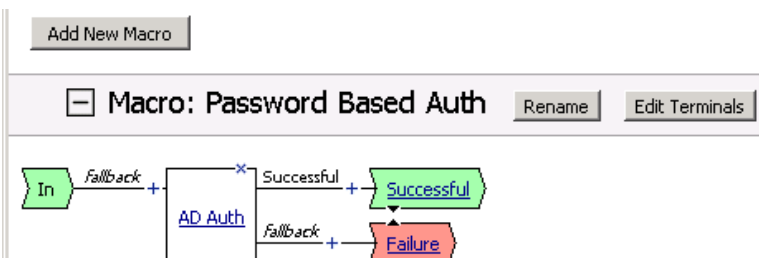 Add New Macro
Macro: Password Based Auth Rename Edit Terminals
In Fallback + AD Auth Successful + Successful
Fallback + Failure